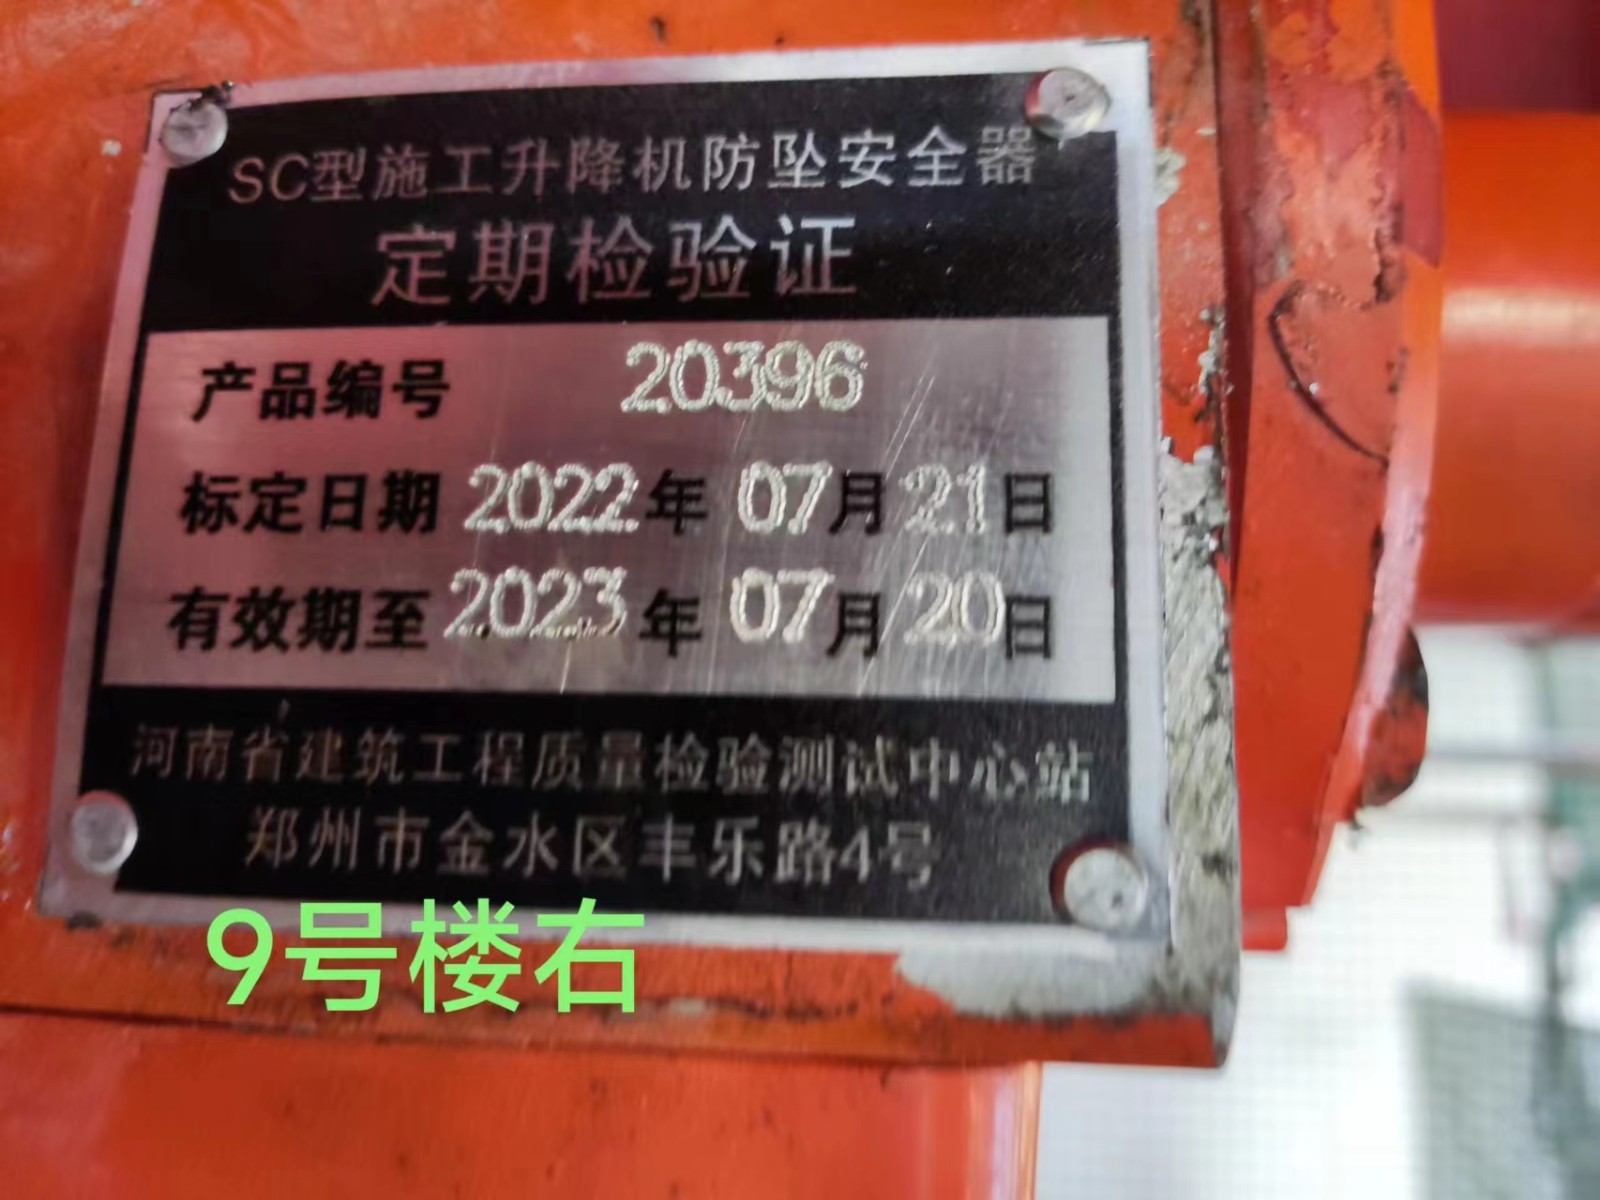 SC型施工升降机防坠安全器
定期检验证
产品编号 20396
标定日期 2022年 07月 21日
有效期至 2023年 07月 20日
河南省建筑工程质量检验测试中心站
郑州市金水区丰乐路4号
9号楼右